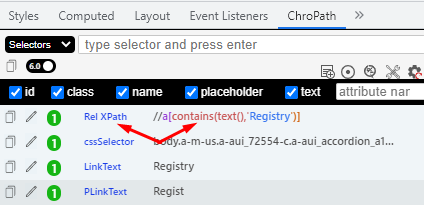 Styles Computed Layout Event Listeners ChroPath
Selectors type selector and press enter
6.0
id class name placeholder text attribute nar
1 Rel XPath //a[contains(text(),'Registry')]
1 cssSelector body.a-m-us.a-aui_72554-c.a-aui_accordion_a1...
1 LinkText Registry
1 PLinkText Regist